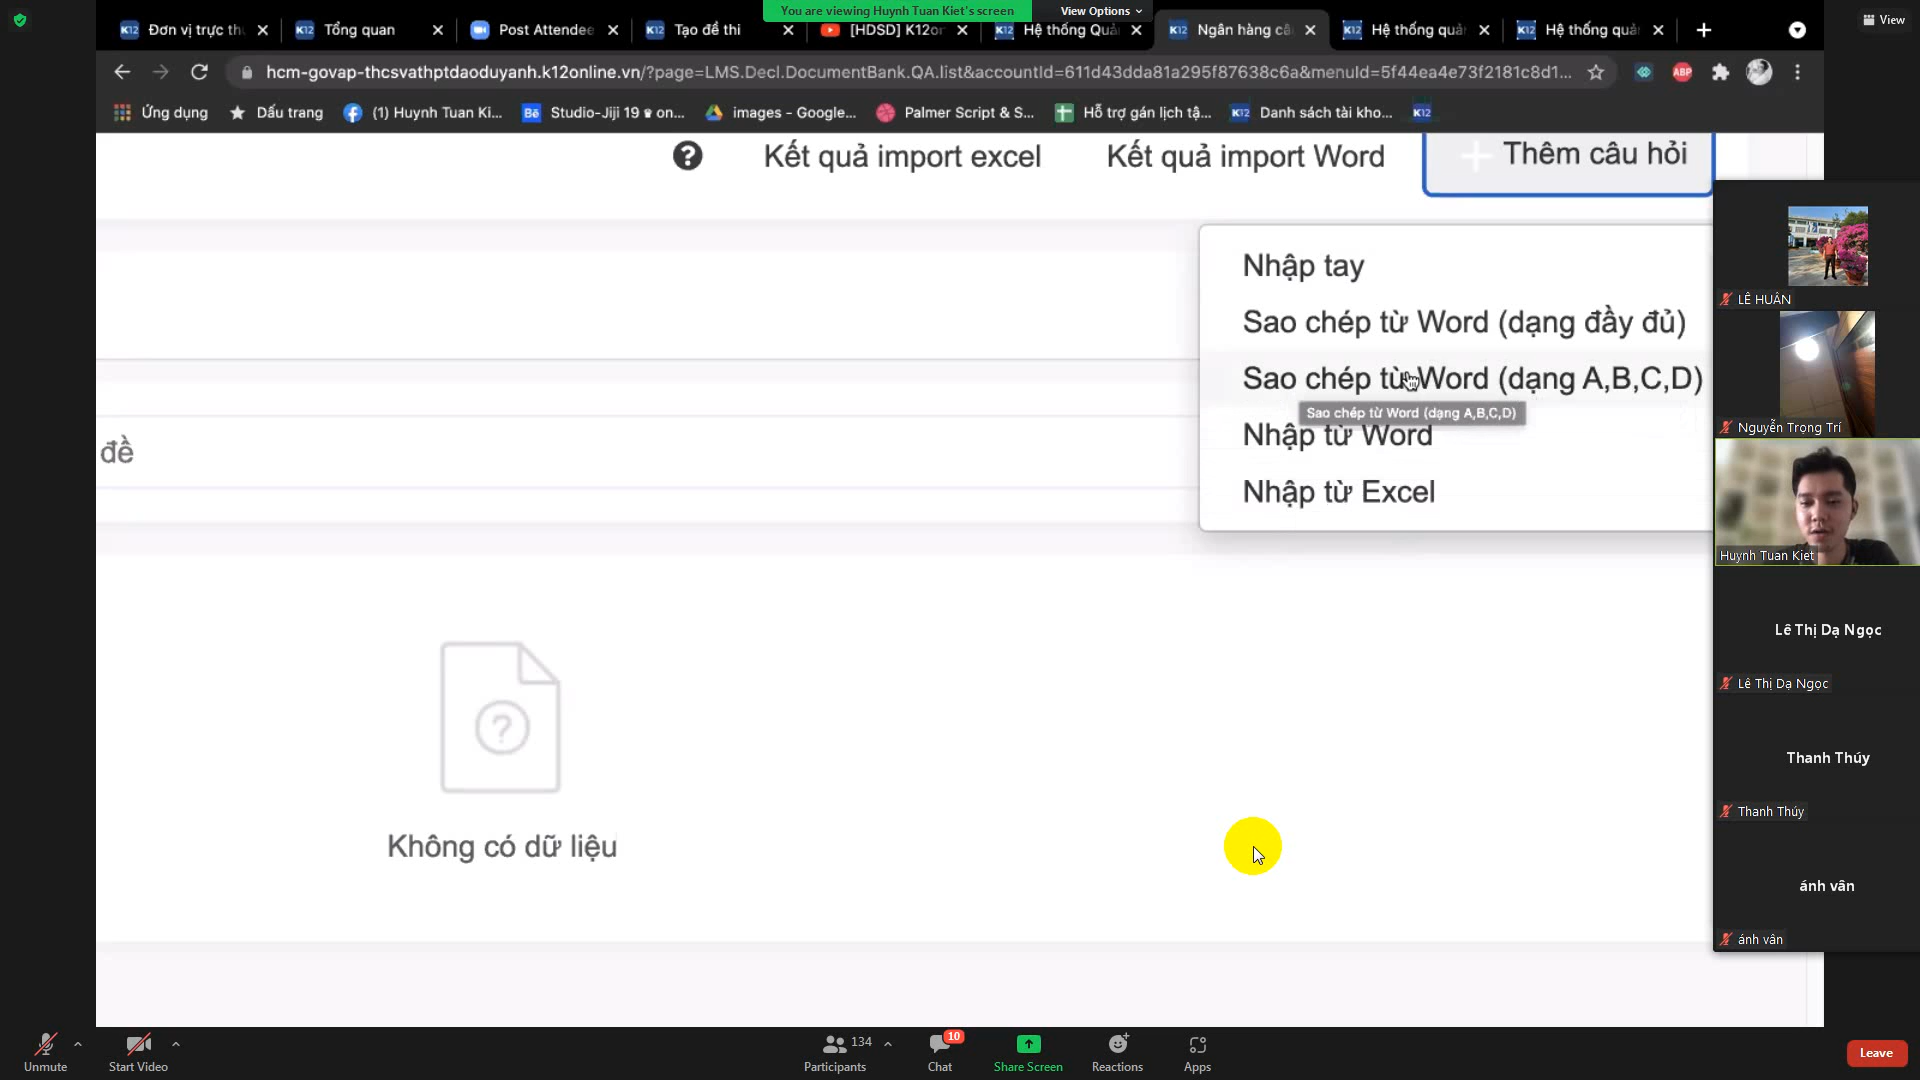 You are viewing Huynh Tuan Kiet's screen
View Options
View
Đơn vị trực th
Tổng quan
Post Attendee
Tạo đề thi
[HDSD] K12on
Hệ thống Quả
Ngân hàng câ
Hệ thống quả
Hệ thống quả
hcm-govap-thcsvathptdaoduyanh.k12online.vn/?page=LMS.Decl.DocumentBank.QA.list&accountId=611d43dda81a295f87638c6a&menuId=5f44ea4e73f2181c8d1...
ABP
Ứng dụng
Dấu trang
(1) Huynh Tuan Ki...
Studio-Jiji 19 ♛ on...
images - Google...
Palmer Script & S...
Hỗ trợ gán lịch tậ...
K12 Danh sách tài kho...
K12
Kết quả import excel
Kết quả import Word
+ Thêm câu hỏi
Nhập tay
Sao chép từ Word (dạng đầy đủ)
Sao chép từ Word (dạng A,B,C,D)
Sao chép từ Word (dạng A,B,C,D)
Nhập từ Word
Nhập từ Excel
đề
Không có dữ liệu
LÊ HUÂN
Nguyễn Trọng Trí
Huynh Tuan Kiet
Lê Thị Dạ Ngọc
Lê Thị Dạ Ngọc
Thanh Thúy
Thanh Thúy
ánh vân
ánh vân
Unmute
Start Video
134
Participants
10
Chat
Share Screen
Reactions
Apps
Leave